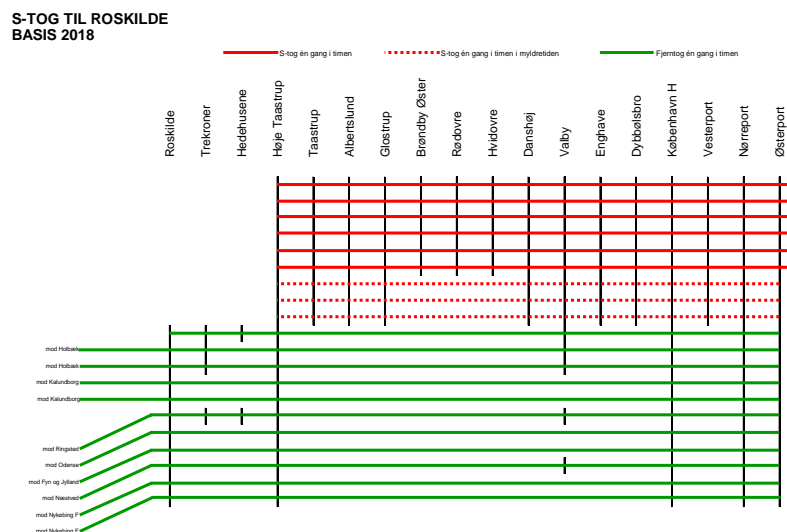 S-TOG TIL ROSKILDE
BASIS 2018
S-tog én gang i timen
S-tog én gang i timen i myldretiden
Fjerntog én gang i timen
Roskilde
Trekroner
Hedehusene
Høje Taastrup
Taastrup
Albertslund
Glostrup
Brøndby Øster
Rødovre
Hvidovre
Danshøj
Valby
Enghave
Dybbølsbro
København H
Vesterport
Nørreport
Østerport
mod Holbæk
mod Holbæk
mod Kalundborg
mod Kalundborg
mod Ringsted
mod Odense
mod Fyn og Jylland
mod Næstved
mod Nykøbing F
mod Nykøbing F